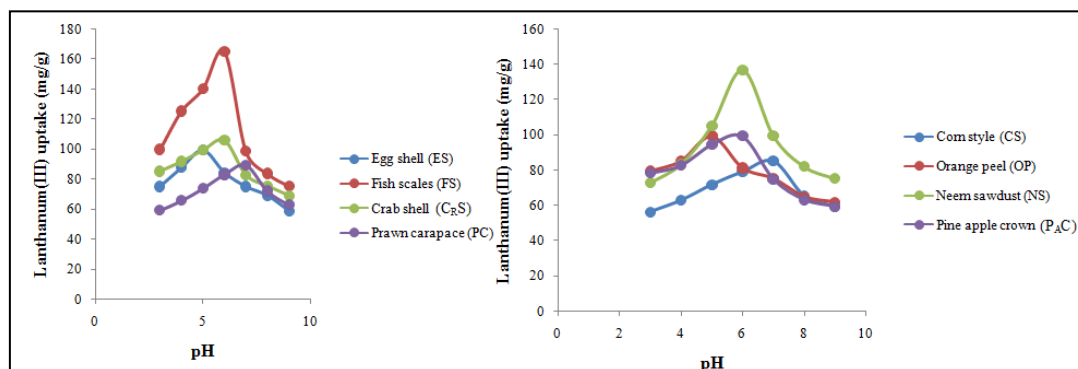 Lanthanum(III) uptake (mg/g)
180
160
140
120
100
80
60
40
20
0
0 5 10
pH
Egg shell (ES)
Fish scales (FS)
Crab shell (CRS)
Prawn carapace (PC)
Lanthanum(III) uptake (mg/g)
160
140
120
100
80
60
40
20
0
0 2 4 6 8 10
pH
Corn style (CS)
Orange peel (OP)
Neem sawdust (NS)
Pine apple crown (PAC)